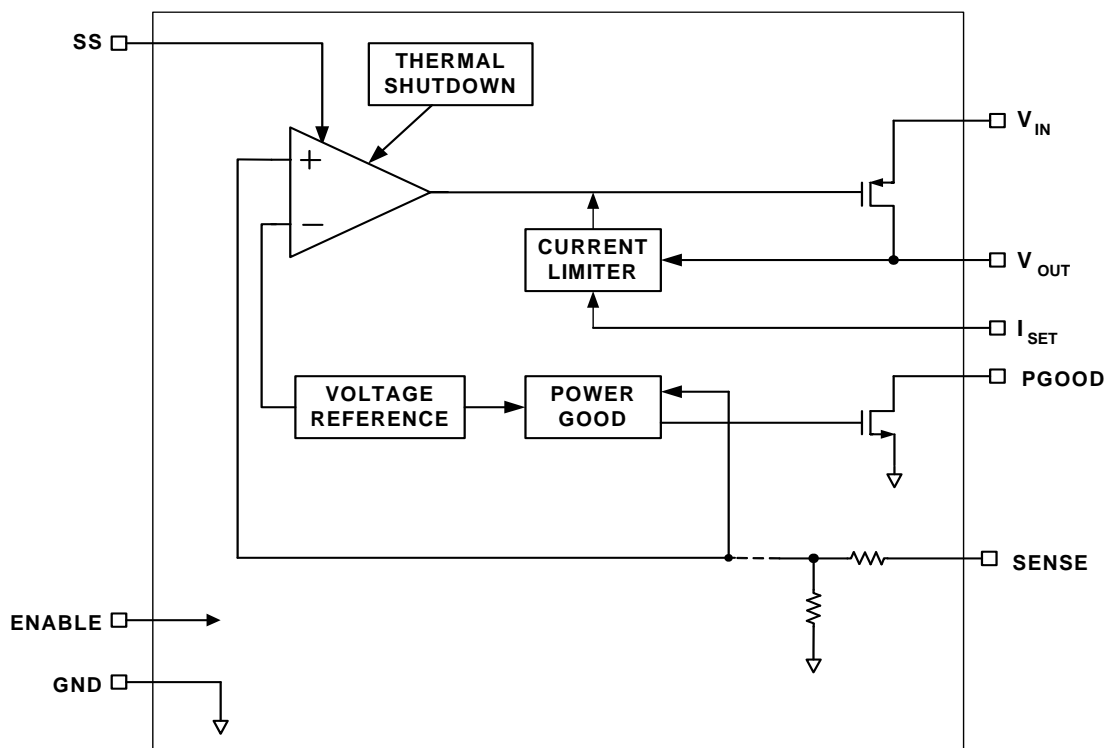 SS
THERMAL
SHUTDOWN
V IN
+
−
CURRENT
LIMITER
V OUT
I SET
PGOOD
VOLTAGE
REFERENCE
POWER
GOOD
SENSE
ENABLE
GND